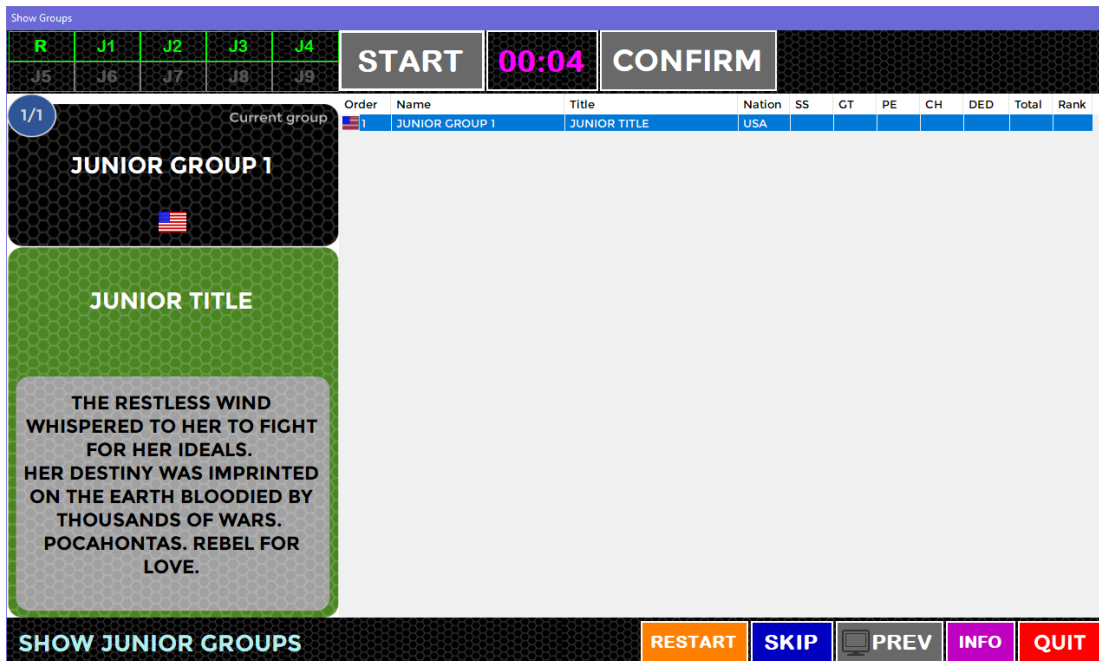 Show Groups
R J1 J2 J3 J4
J5 J6 J7 J8 J9
START 00:04 CONFIRM
1/1 Current group
JUNIOR GROUP 1
JUNIOR TITLE
THE RESTLESS WIND
WHISPERED TO HER TO FIGHT
FOR HER IDEALS.
HER DESTINY WAS IMPRINTED
ON THE EARTH BLOODIED BY
THOUSANDS OF WARS.
POCAHONTAS. REBEL FOR
LOVE.
Order Name Title Nation SS GT PE CH DED Total Rank
1 JUNIOR GROUP 1 JUNIOR TITLE USA
SHOW JUNIOR GROUPS RESTART SKIP PREV INFO QUIT